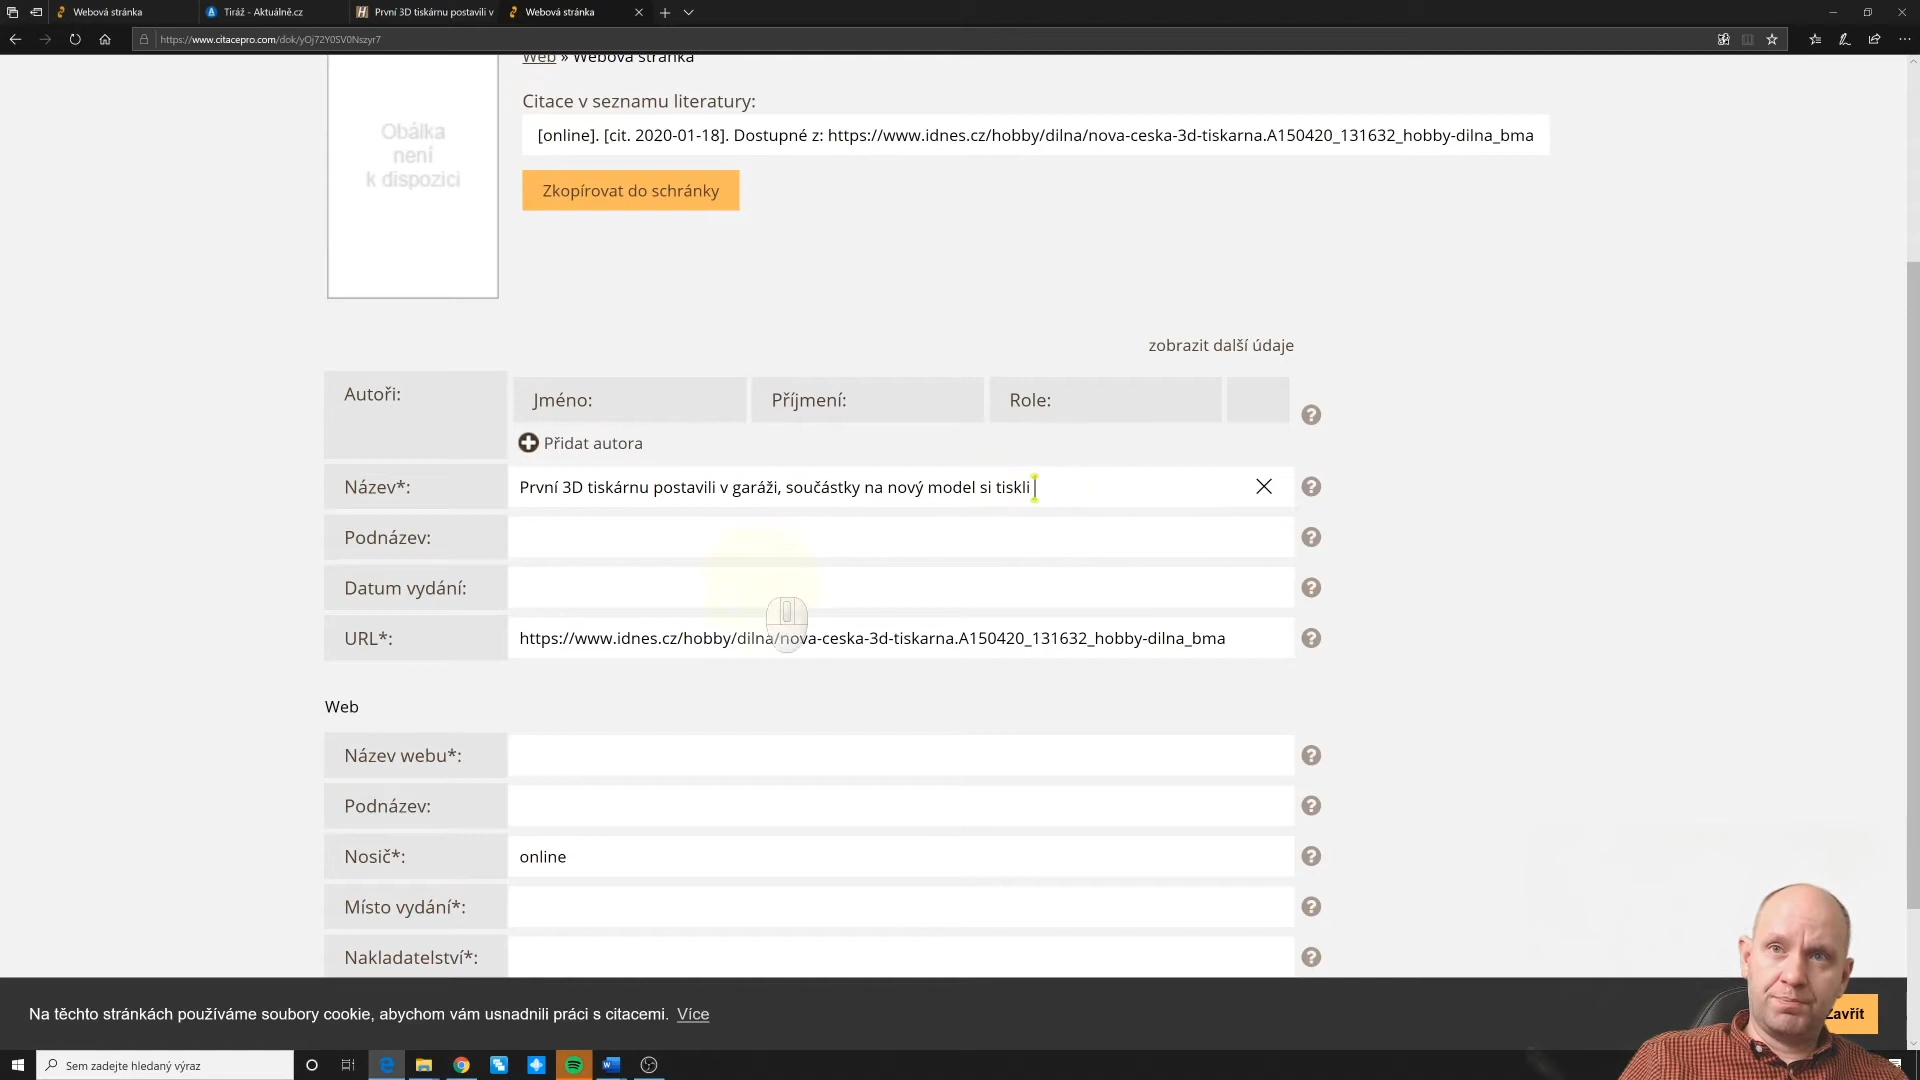 Webová stránka
Tiráž - Aktuálně.cz
První 3D tiskárnu postavili v
Webová stránka
https://www.citacepro.com/dok/yOj72Y0SV0Nszyr7
Web » Webová stránka
Obálka
není
k dispozici
Citace v seznamu literatury:
[online]. [cit. 2020-01-18]. Dostupné z: https://www.idnes.cz/hobby/dilna/nova-ceska-3d-tiskarna.A150420_131632_hobby-dilna_bma
Zkopírovat do schránky
zobrazit další údaje
Autoři:
Jméno:
Příjmení:
Role:
Přidat autora
Název*:
První 3D tiskárnu postavili v garáži, součástky na nový model si tiskli
Podnázev:
Datum vydání:
URL*:
https://www.idnes.cz/hobby/dilna/nova-ceska-3d-tiskarna.A150420_131632_hobby-dilna_bma
Web
Název webu*:
Podnázev:
Nosič*:
online
Místo vydání*:
Nakladatelství*:
Na těchto stránkách používáme soubory cookie, abychom vám usnadnili práci s citacemi. Více
Zavřít
Sem zadejte hledaný výraz